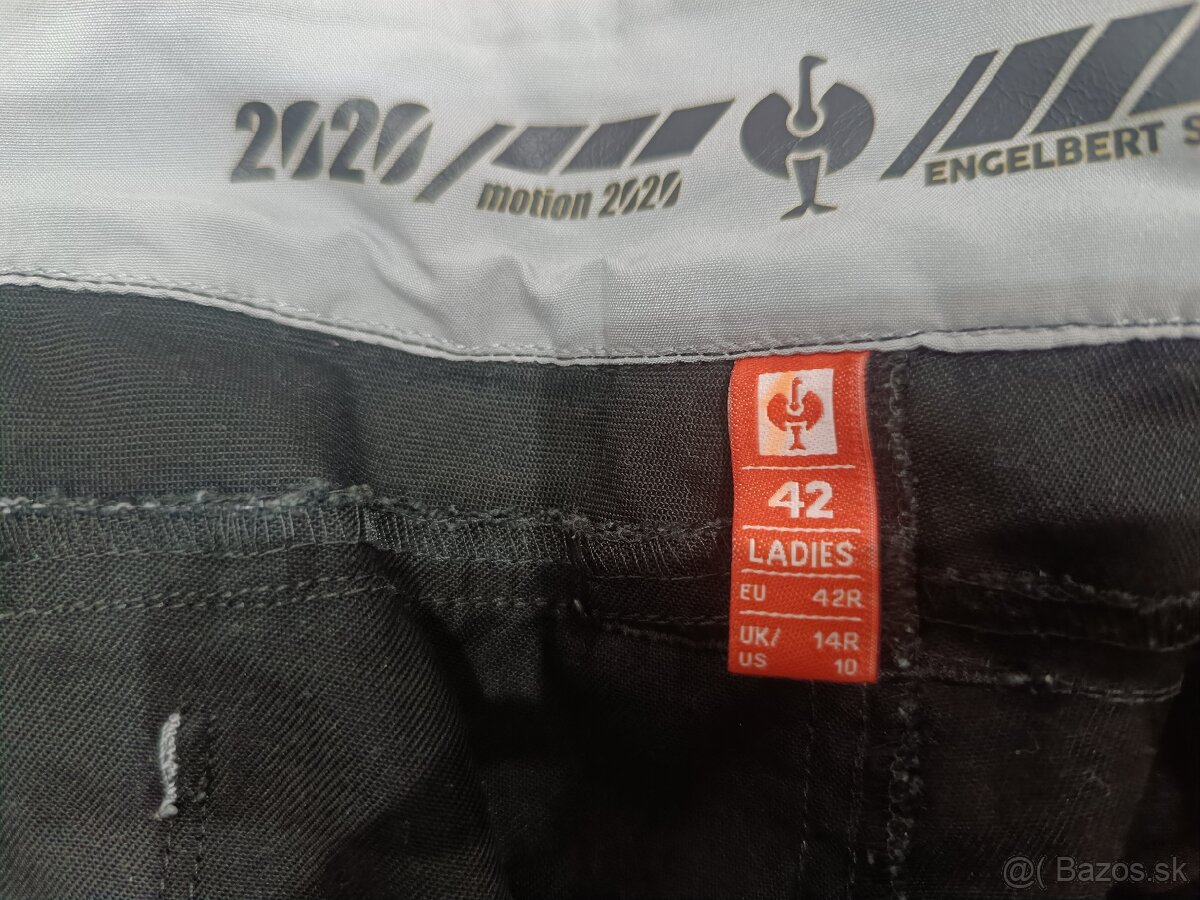 2020
motion 2020
ENGELBERT S
42
LADIES
EU 42R
UK/ 14R
US 10
@( Bazos.sk